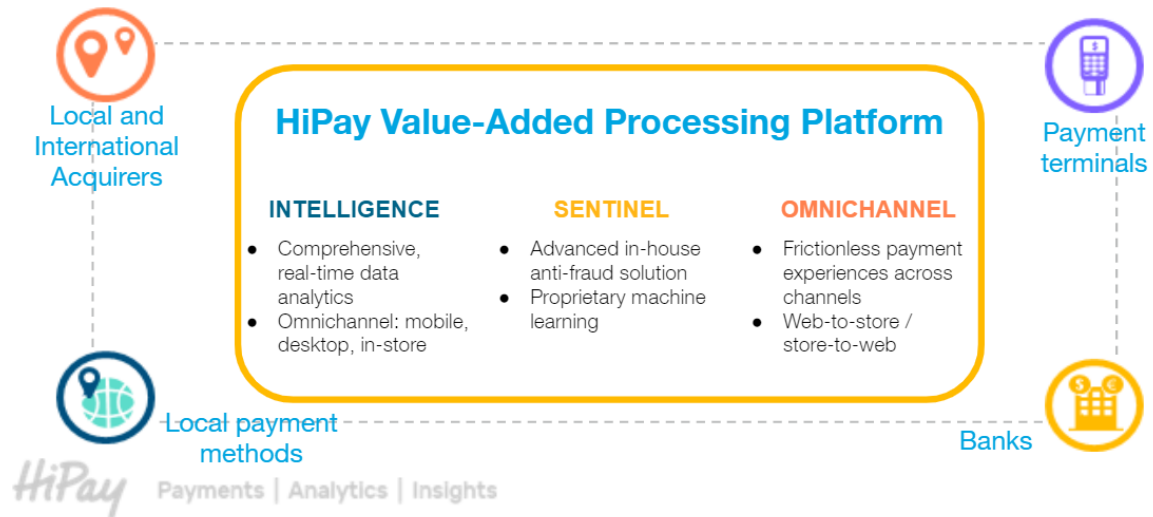 Local and
International
Acquirers
Payment
terminals
HiPay Value-Added Processing Platform
INTELLIGENCE
● Comprehensive,
real-time data
analytics
● Omnichannel: mobile,
desktop, in-store
SENTINEL
● Advanced in-house
anti-fraud solution
● Proprietary machine
learning
OMNICHANNEL
● Frictionless payment
experiences across
channels
● Web-to-store /
store-to-web
Local payment
methods
Banks
$
$ €
HiPay Payments | Analytics | Insights